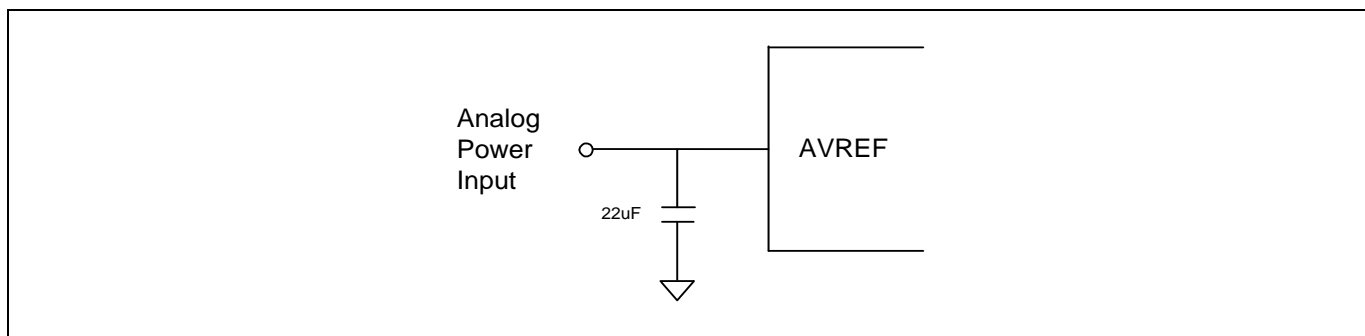 Analog
Power
Input
AVREF
22uF